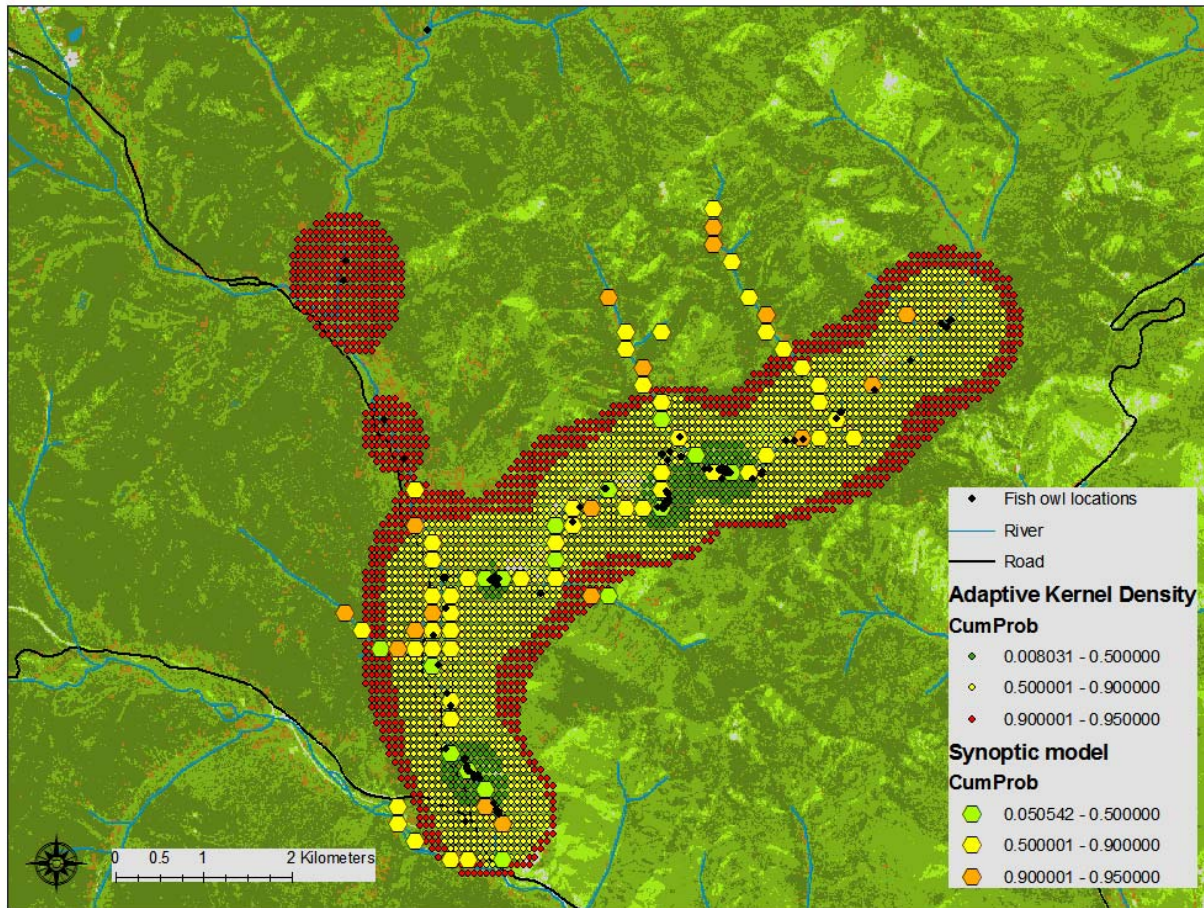 Fish owl locations
River
Road
Adaptive Kernel Density
CumProb
0.008031 - 0.500000
0.500001 - 0.900000
0.900001 - 0.950000
Synoptic model
CumProb
0.050542 - 0.500000
0.500001 - 0.900000
0.900001 - 0.950000
0 0.5 1 2 Kilometers